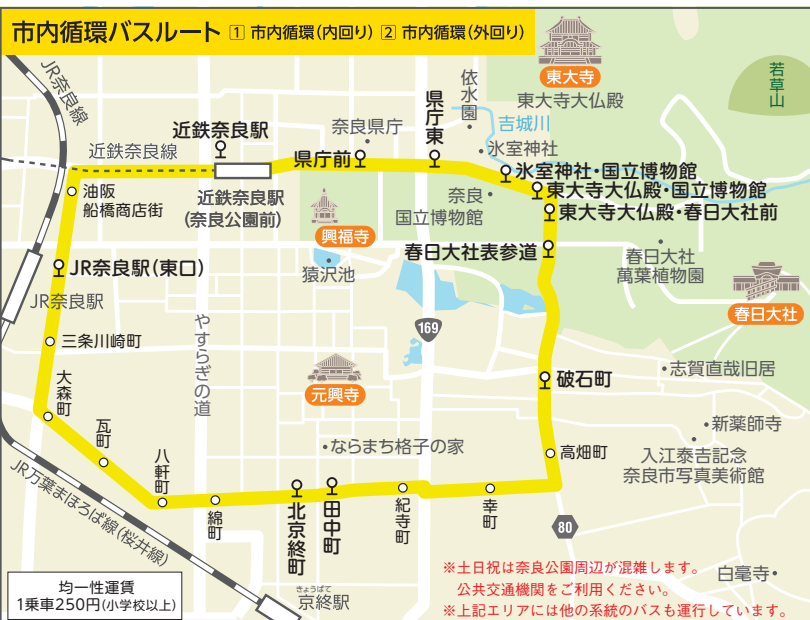 市内循環バスルート 1 市内循環(内回り) 2 市内循環(外回り)
東大寺
東大寺大仏殿
若草山
JR奈良線
近鉄奈良線
近鉄奈良駅
近鉄奈良駅
(奈良公園前)
奈良県庁
県庁前
県庁東
依水園
吉城川
氷室神社
氷室神社・国立博物館
東大寺大仏殿・国立博物館
東大寺大仏殿・春日大社前
奈良
国立博物館
油阪
船橋商店街
興福寺
猿沢池
春日大社表参道
春日大社
萬葉植物園
春日大社
JR奈良駅(東口)
JR奈良駅
三条川崎町
やすらぎの道
169
元興寺
破石町
志賀直哉旧居
大森町
瓦町
八軒町
ならまち格子の家
高畑町
新薬師寺
入江泰吉記念
奈良市写真美術館
JR万葉まほろば線(桜井線)
綿町
北京終町
田中町
紀寺町
幸町
80
白毫寺
きょうばて
京終駅
均一性運賃
1乗車250円(小学校以上)
※土日祝は奈良公園周辺が混雑します。
公共交通機関をご利用ください。
※上記エリアには他の系統のバスも運行しています。